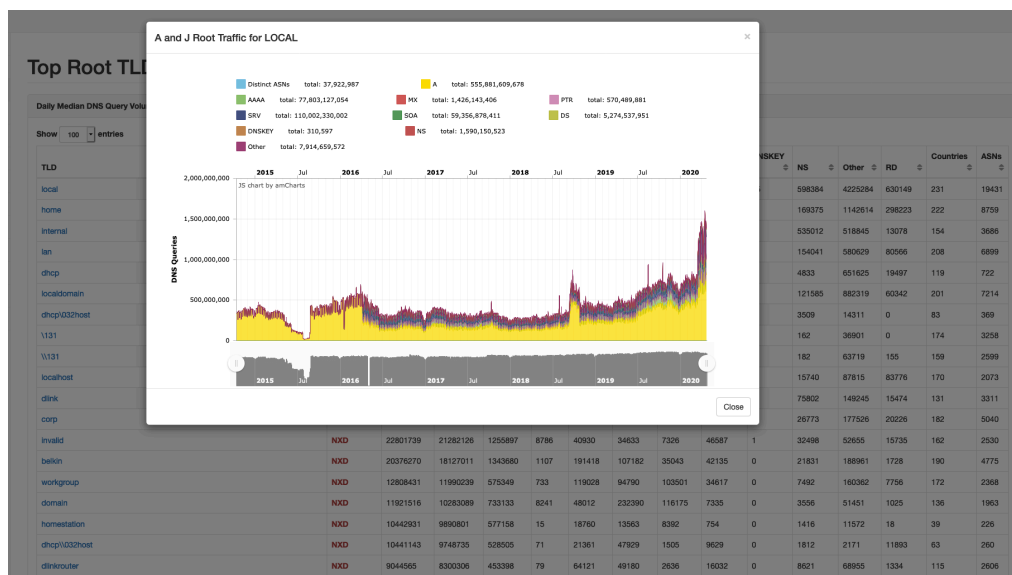 A and J Root Traffic for LOCAL ×
Top Root TL
Daily Median DNS Query Volu
Show 100 entries
Distinct ASNs total: 37,922,987 A total: 555,881,609,678
AAAA total: 77,803,127,054 MX total: 1,426,143,406 PTR total: 570,489,881
SRV total: 110,002,330,002 SOA total: 59,356,878,411 DS total: 5,274,537,951
DNSKEY total: 310,597 NS total: 1,590,150,523
Other total: 7,914,659,572
2015 Jul 2016 Jul 2017 Jul 2018 Jul 2019 Jul 2020
JS chart by amCharts
DNS Queries
2,000,000,000
1,500,000,000
1,000,000,000
500,000,000
0
2015 Jul 2016 Jul 2017 Jul 2018 Jul 2019 Jul 2020
Close
TLD NSKEY NS Other RD Countries ASNs
local 598384 4225284 630149 231 19431
home 169375 1142614 298223 222 8759
internal 535012 518845 13078 154 3686
lan 154041 580629 80566 208 6899
dhcp 4833 651625 19497 119 722
localdomain 121585 882319 60342 201 7214
dhcp\032host 3509 14311 0 83 369
\131 162 36901 0 174 3258
\\131 182 63719 155 159 2599
localhost 15740 87815 83776 170 2073
dlink 75802 149245 15474 131 3311
corp 26773 177526 20226 182 5040
invalid NXD 22801739 21282126 1255897 8786 40930 34633 7326 46587 1 32498 52655 15735 162 2530
belkin NXD 20376270 18127011 1343680 1107 191418 107182 35043 42135 0 21831 188961 1728 190 4775
workgroup NXD 12808431 11990239 575349 733 119028 94790 103501 34617 0 7492 160362 7756 172 2368
domain NXD 11921516 10283089 733133 8241 48012 232390 116175 7335 0 3556 51451 1025 136 1963
homestation NXD 10442931 9890801 577158 15 18760 13563 8392 754 0 1416 11572 18 39 226
dhcp\\032host NXD 10441143 9748735 528505 71 21361 47929 1505 9629 0 1812 2171 11893 63 260
dlinkrouter NXD 9044565 8300306 453398 79 64121 49180 2636 16032 0 8621 68955 1334 115 2606